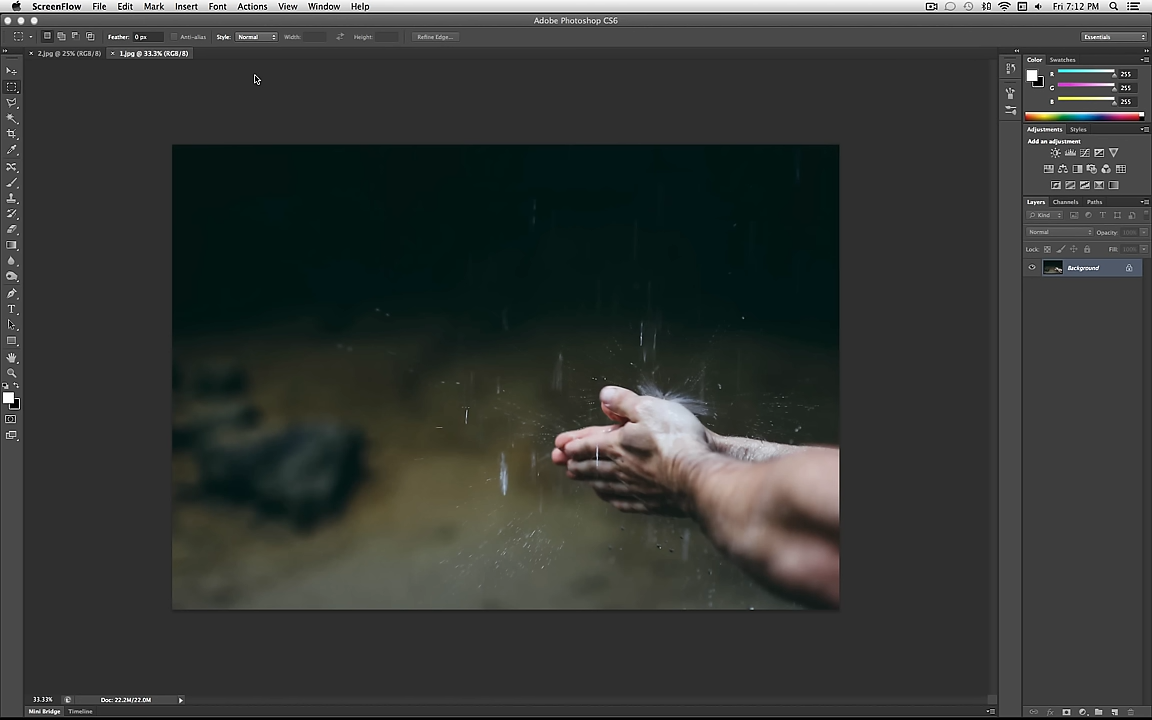 ScreenFlow File Edit Mark Insert Font Actions View Window Help Fri 7:12 PM
Adobe Photoshop CS6
Feather: 0 px Anti-alias Style: Normal Width: Height: Refine Edge... Essentials
× 2.jpg @ 25% (RGB/8) × 1.jpg @ 33.3% (RGB/8)
Color Swatches
R 255
G 255
B 255
Adjustments Styles
Add an adjustment
Layers Channels Paths
Kind
Normal Opacity: 100%
Lock: Fill: 100%
Background
33.33% Doc: 22.2M/22.0M
Mini Bridge Timeline